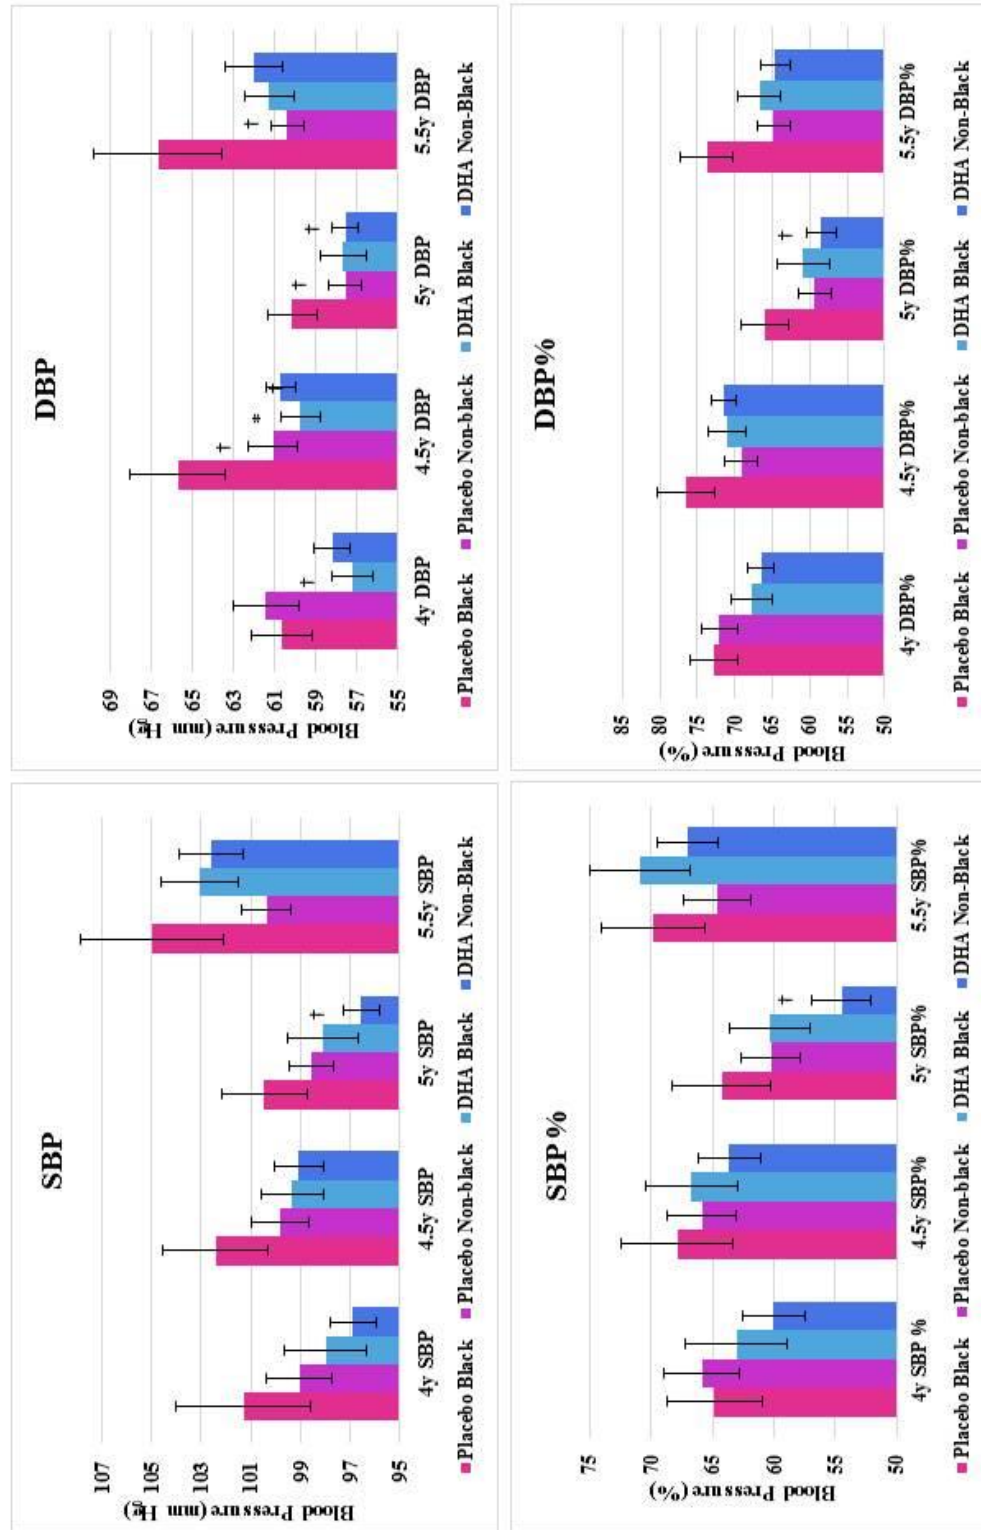 SBP
Blood Pressure (mm Hg)
107
105
103
101
99
97
95
4y SBP 4.5y SBP 5y SBP 5.5y SBP
†
Placebo Black Placebo Non-black DHA Black DHA Non-Black
DBP
Blood Pressure (mm Hg)
69
67
65
63
61
59
57
55
4y DBP 4.5y DBP 5y DBP 5.5y DBP
† † * † † † †
Placebo Black Placebo Non-black DHA Black DHA Non-Black
SBP %
Blood Pressure (%)
75
70
65
60
55
50
4y SBP % 4.5y SBP% 5y SBP% 5.5y SBP%
†
Placebo Black Placebo Non-black DHA Black DHA Non-Black
DBP%
Blood Pressure (%)
85
80
75
70
65
60
55
50
4y DBP% 4.5y DBP% 5y DBP% 5.5y DBP%
†
Placebo Black Placebo Non-black DHA Black DHA Non-Black